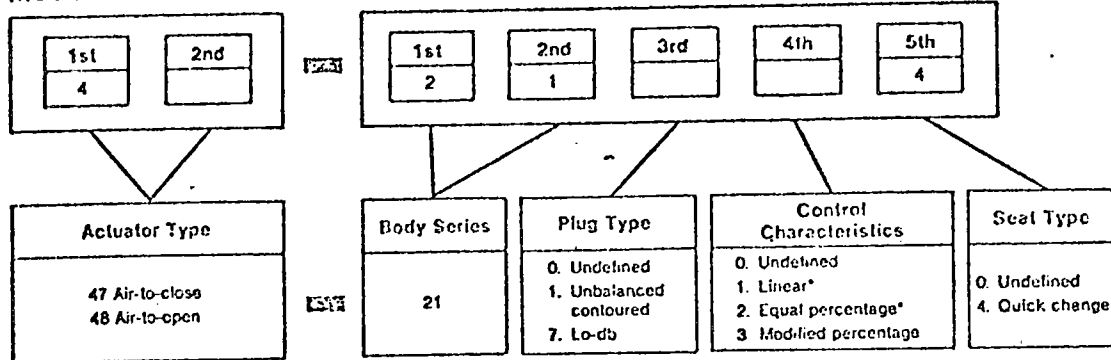 1st 2nd 1st 2nd 3rd 4th 5th
4 2 1 4
Actuator Type
47 Air-to-close
48 Air-to-open
Body Series
21
Plug Type
0. Undefined
1. Unbalanced
contoured
7. Lo-db
Control
Characteristics
0. Undefined
1. Linear*
2. Equal percentage*
3 Modified percentage
Seat Type
0. Undefined
4. Quick change